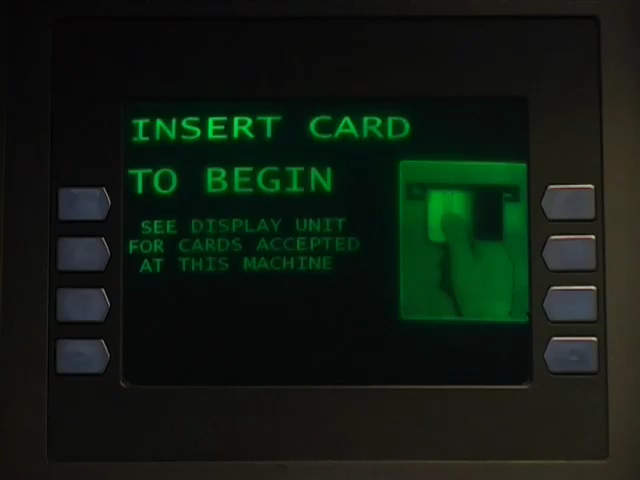 INSERT CARD
TO BEGIN
SEE DISPLAY UNIT
FOR CARDS ACCEPTED
AT THIS MACHINE